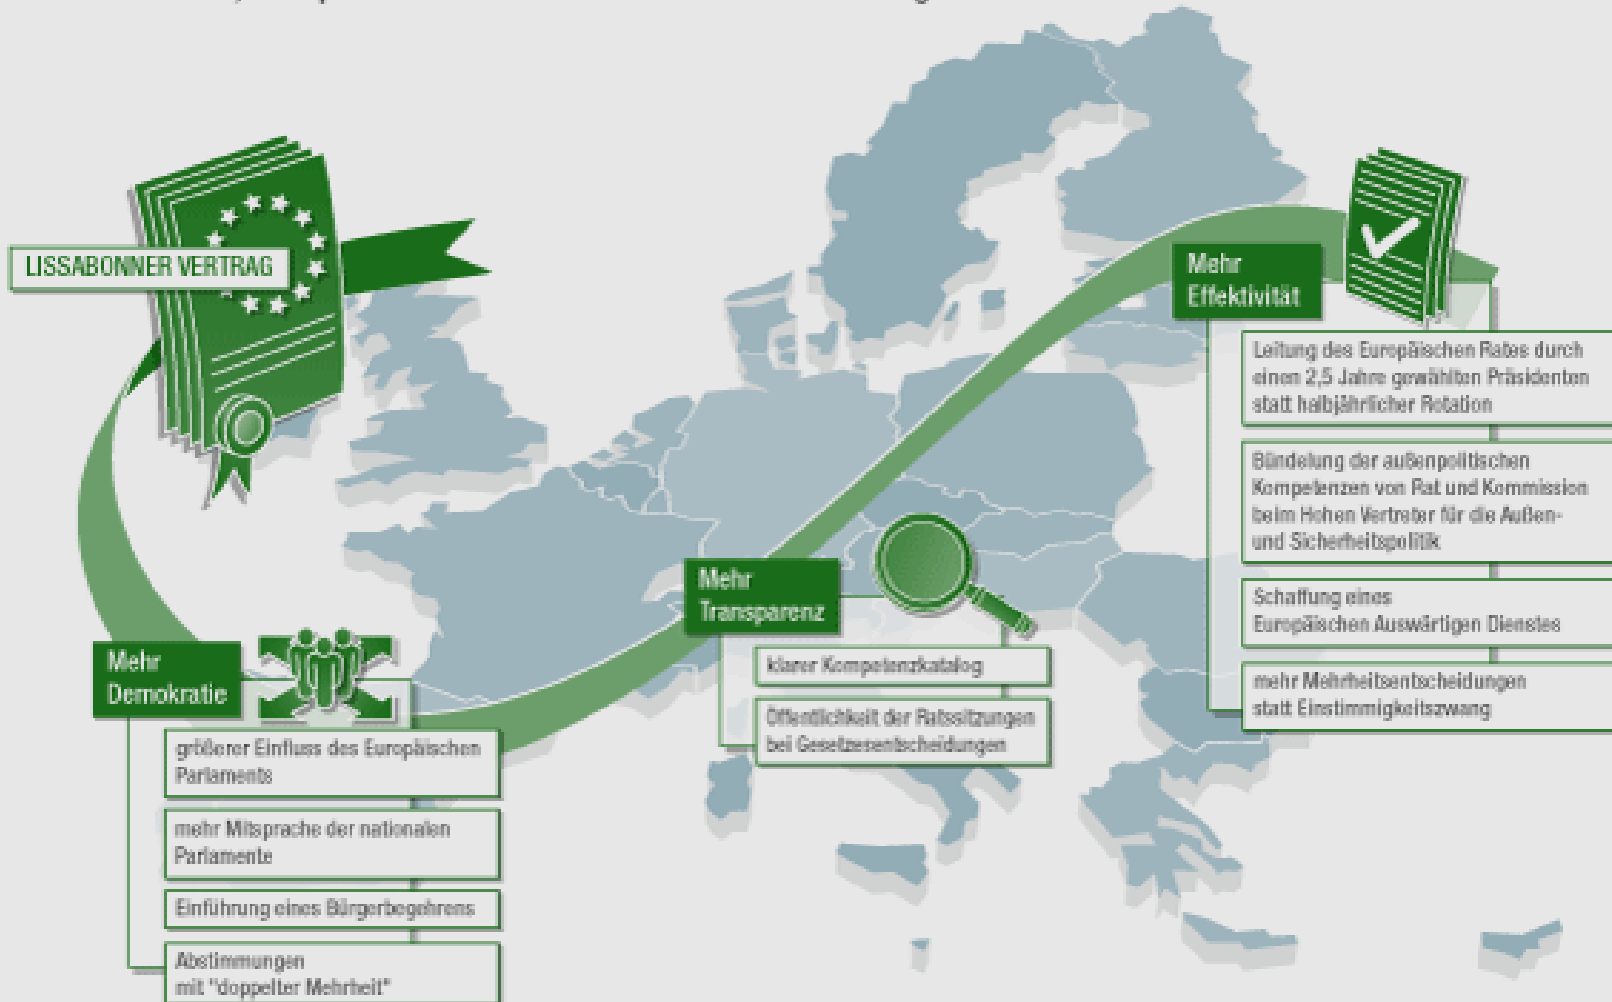 LISSABONNER VERTRAG
Mehr
Demokratie
größerer Einfluss des Europäischen
Parlaments
mehr Mitsprache der nationalen
Parlamente
Einführung eines Bürgerbegehrens
Abstimmungen
mit "doppelter Mehrheit"
Mehr
Transparenz
klarer Kompetenzkatalog
Öffentlichkeit der Ratssitzungen
bei Gesetzesentscheidungen
Mehr
Effektivität
Leitung des Europäischen Rates durch
einen 2,5 Jahre gewählten Präsidenten
statt halbjährlicher Rotation
Bündelung der außenpolitischen
Kompetenzen von Rat und Kommission
beim Hohen Vertreter für die Außen-
und Sicherheitspolitik
Schaffung eines
Europäischen Auswärtigen Dienstes
mehr Mehrheitsentscheidungen
statt Einstimmigkeitszwang